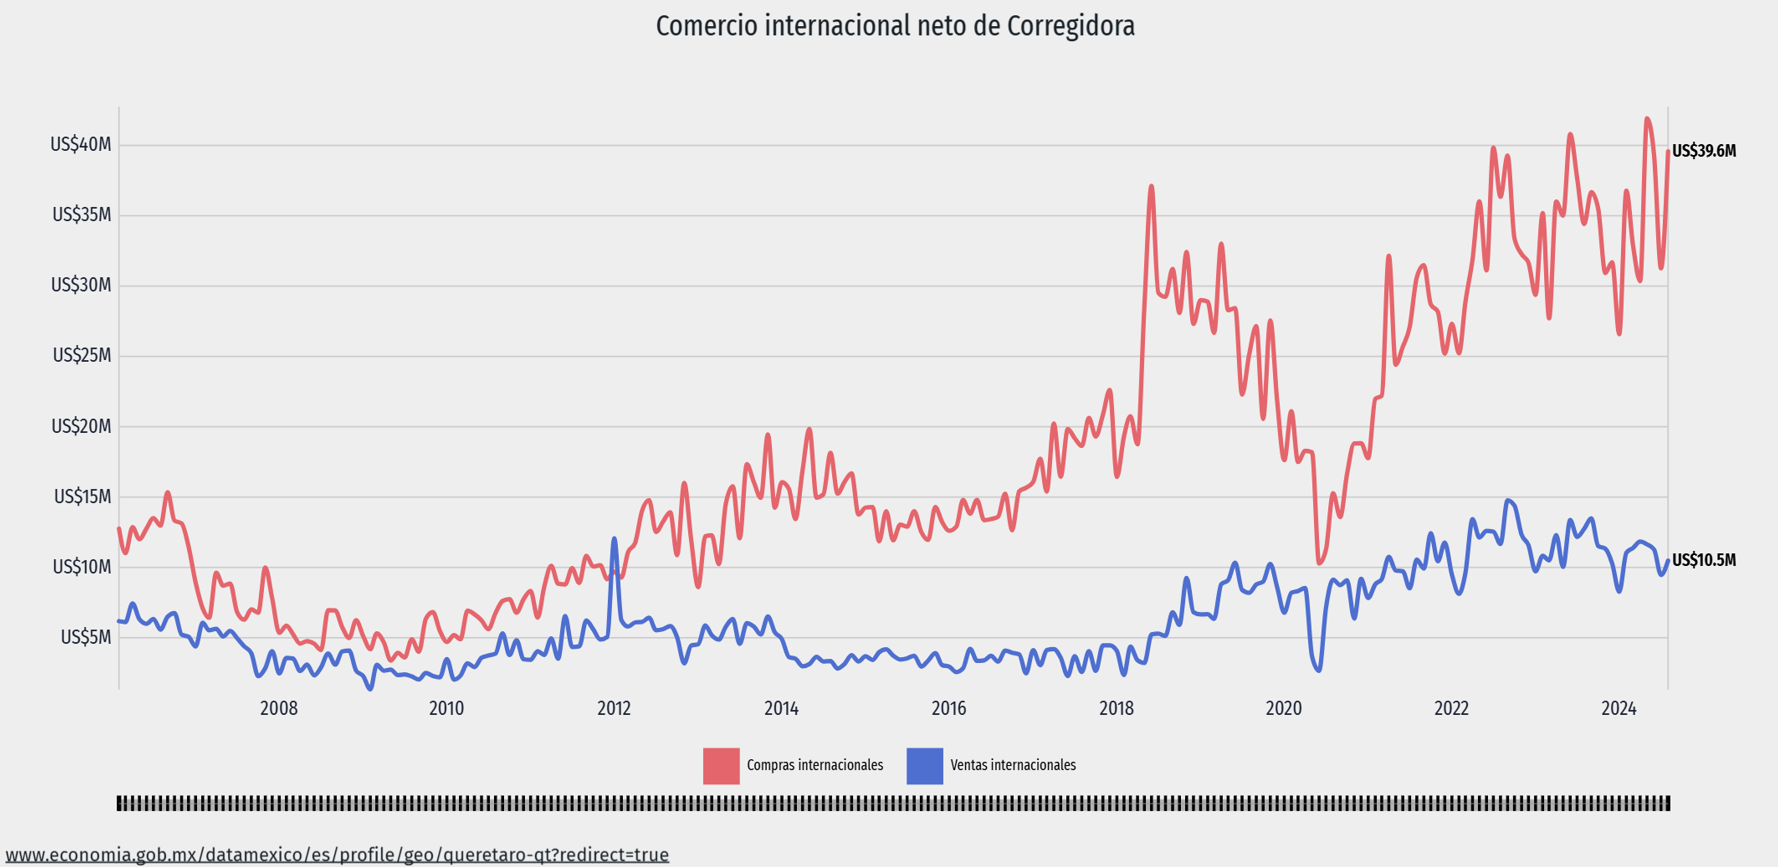 Comercio internacional neto de Corregidora
US$40M
US$39.6M
US$35M
US$30M
US$25M
US$20M
US$15M
US$10M
US$10.5M
US$5M
2008 2010 2012 2014 2016 2018 2020 2022 2024
Compras internacionales Ventas internacionales
www.economia.gob.mx/datamexico/es/profile/geo/queretaro-qt?redirect=true